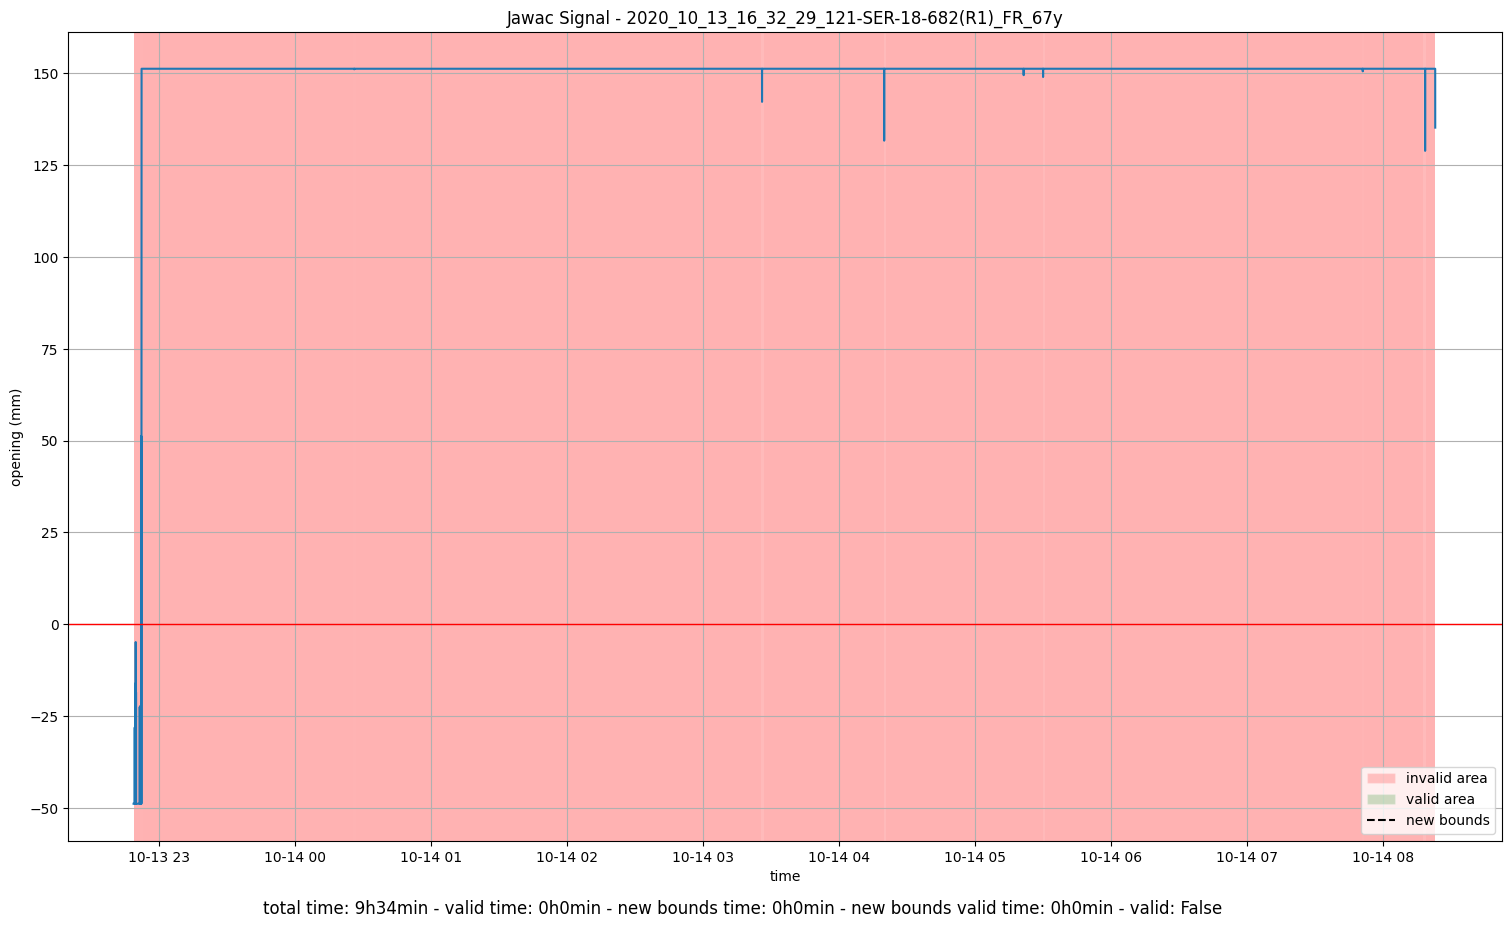 Jawac Signal - 2020_10_13_16_32_29_121-SER-18-682(R1)_FR_67y
150
125
100
75
50
25
0
−25
−50
opening (mm)
10-13 23
10-14 00
10-14 01
10-14 02
10-14 03
10-14 04
10-14 05
10-14 06
10-14 07
10-14 08
time
invalid area
valid area
new bounds
total time: 9h34min - valid time: 0h0min - new bounds time: 0h0min - new bounds valid time: 0h0min - valid: False